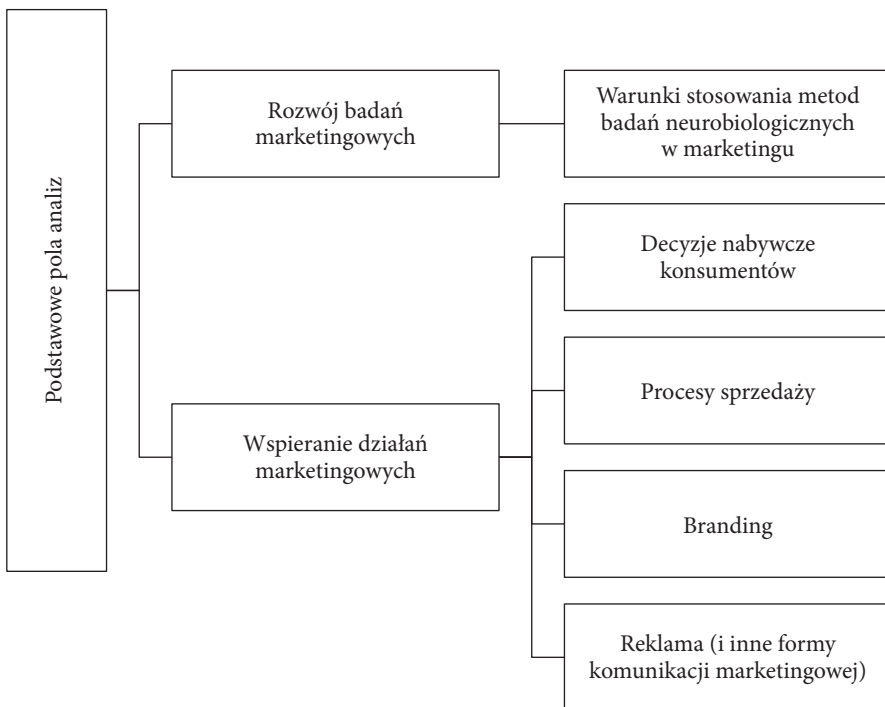 Podstawowe pola analiz
Rozwój badań
marketingowych
Warunki stosowania metod
badań neurobiologicznych
w marketingu
Wspieranie działań
marketingowych
Decyzje nabywcze
konsumentów
Procesy sprzedaży
Branding
Reklama (i inne formy
komunikacji marketingowej)